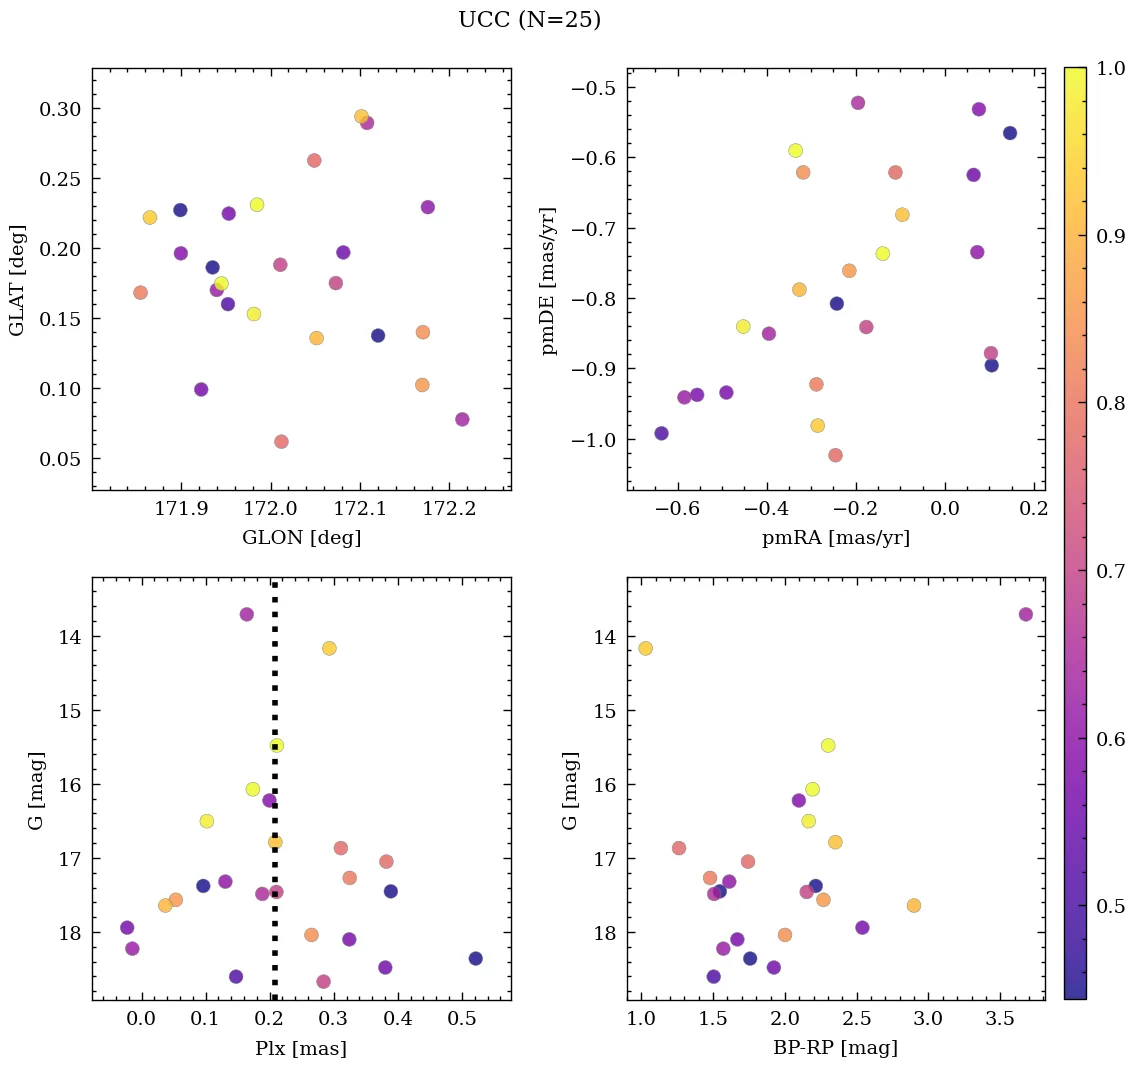 UCC (N=25)
0.30
0.25
0.20
0.15
0.10
0.05
GLAT [deg]
171.9 172.0 172.1 172.2
GLON [deg]
−0.5
−0.6
−0.7
−0.8
−0.9
−1.0
pmDE [mas/yr]
−0.6 −0.4 −0.2 0.0 0.2
pmRA [mas/yr]
14
15
16
17
18
G [mag]
0.0 0.1 0.2 0.3 0.4 0.5
Plx [mas]
14
15
16
17
18
G [mag]
1.0 1.5 2.0 2.5 3.0 3.5
BP-RP [mag]
1.0
0.9
0.8
0.7
0.6
0.5